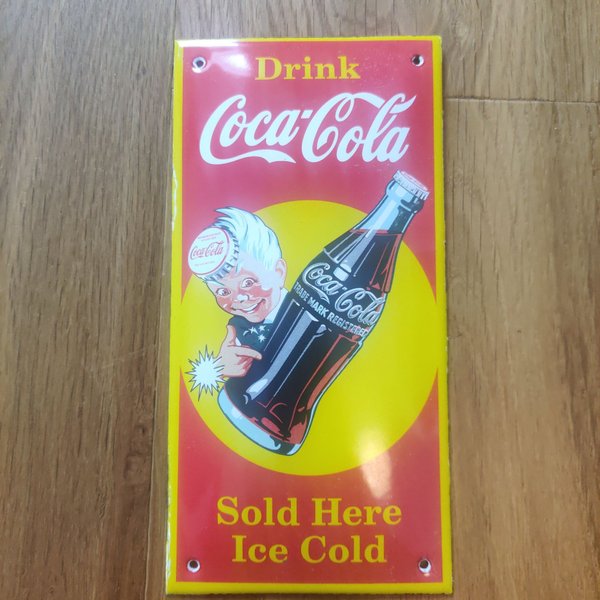 Drink
Coca-Cola
Coca-Cola
Coca-Cola
TRADE MARK REGISTERED
Sold Here
Ice Cold